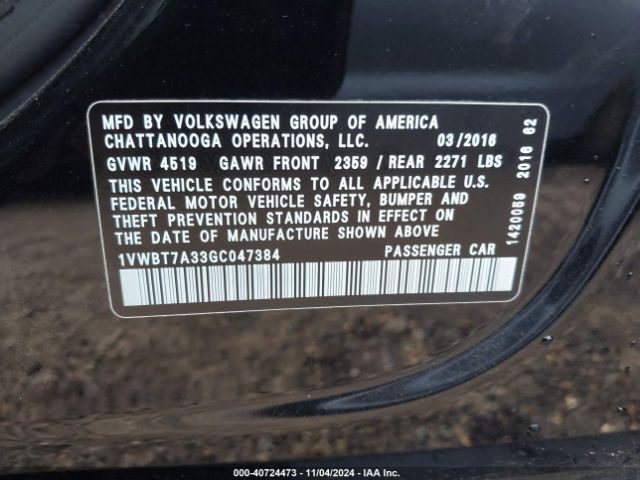 MFD BY VOLKSWAGEN GROUP OF AMERICA
CHATTANOOGA OPERATIONS, LLC. 03/2016
GVWR 4519 GAWR FRONT 2359 / REAR 2271 LBS
THIS VEHICLE CONFORMS TO ALL APPLICABLE U.S.
FEDERAL MOTOR VEHICLE SAFETY, BUMPER AND
THEFT PREVENTION STANDARDS IN EFFECT ON
THE DATE OF MANUFACTURE SHOWN ABOVE.
1VWBT7A33GC047384 PASSENGER CAR
1420059 2016 62
000-40724473 - 11/04/2024 - IAA Inc.